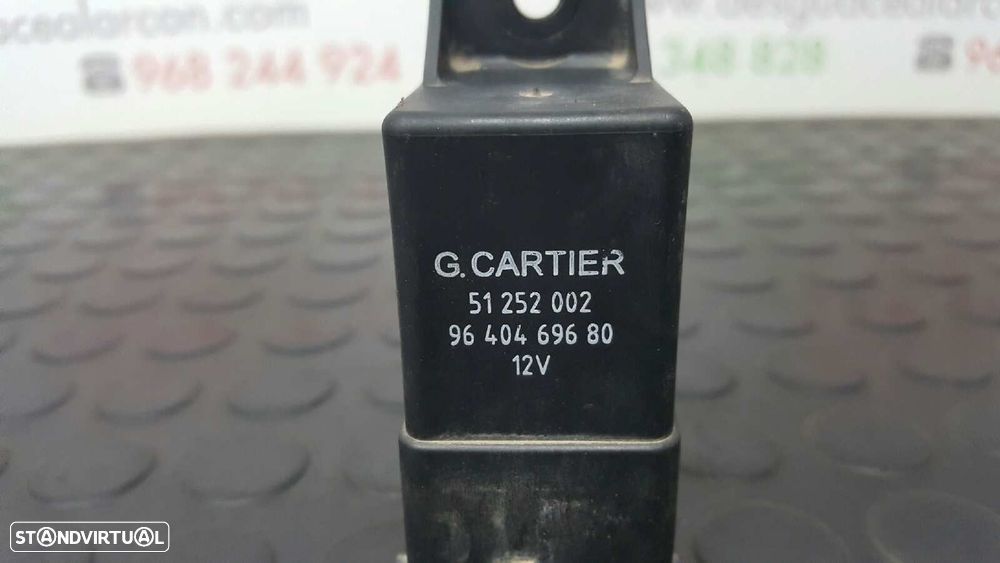 968 244 924
348 828
G. CARTIER
51 252 002
96 404 696 80
12V
STANDVIRTUAL